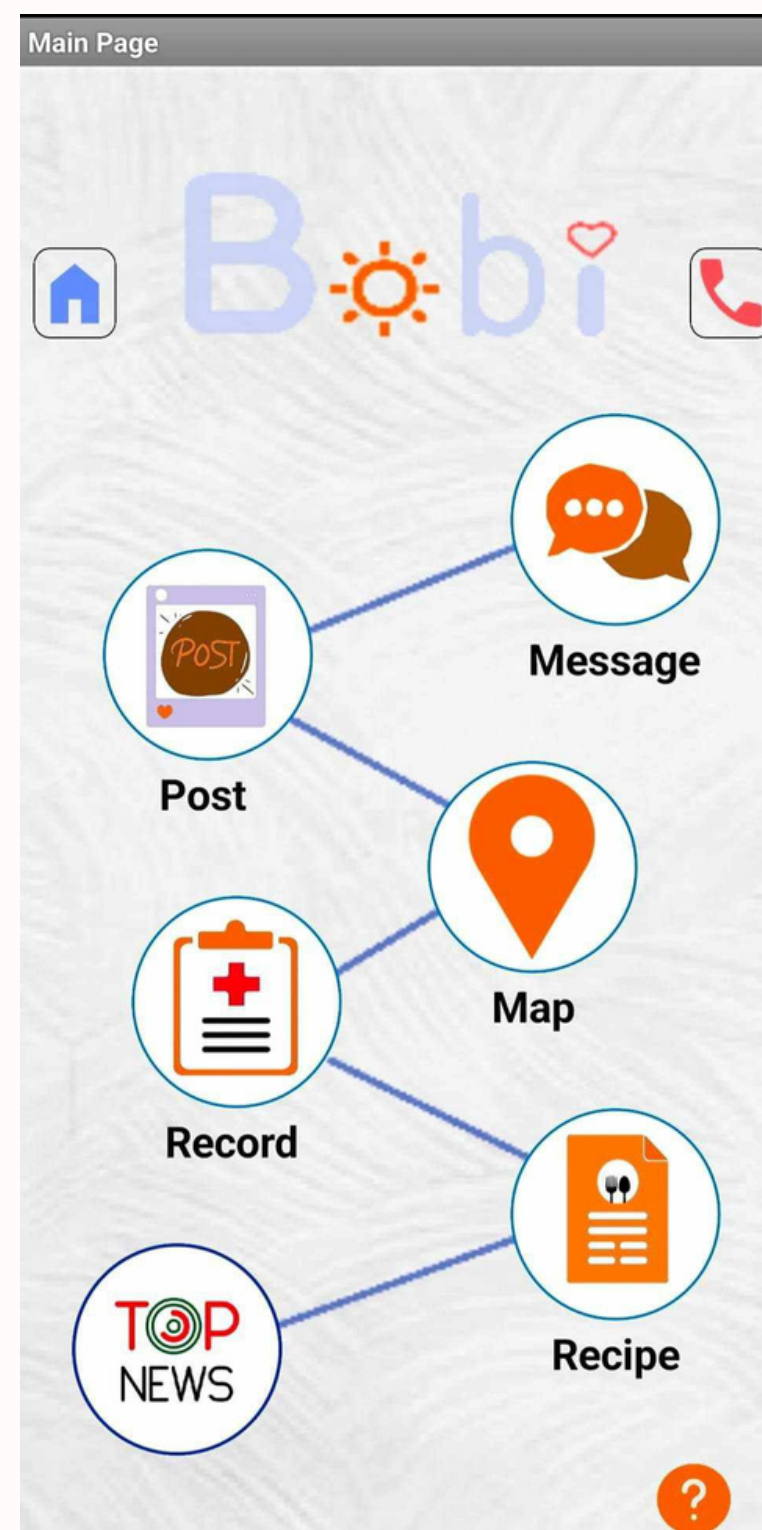 Main Page
Bobi
Message
POST
Post
Map
Record
Recipe
TOP
NEWS
?